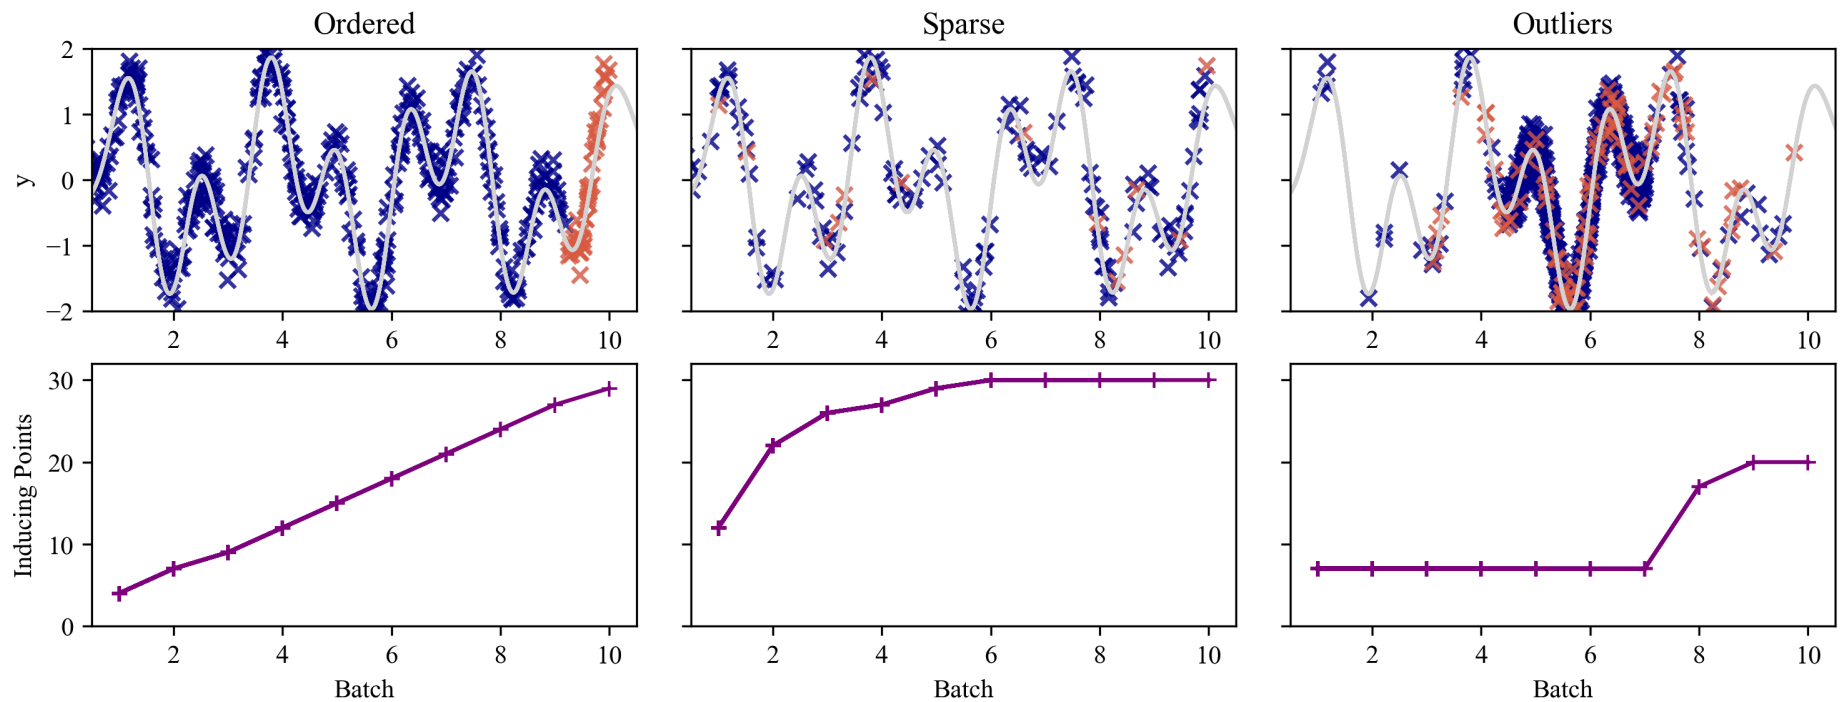 Ordered Sparse Outliers
2
1
0
−1
−2
y
2 4 6 8 10
2 4 6 8 10
2 4 6 8 10
30
20
10
0
Inducing Points
2 4 6 8 10
2 4 6 8 10
2 4 6 8 10
Batch Batch Batch